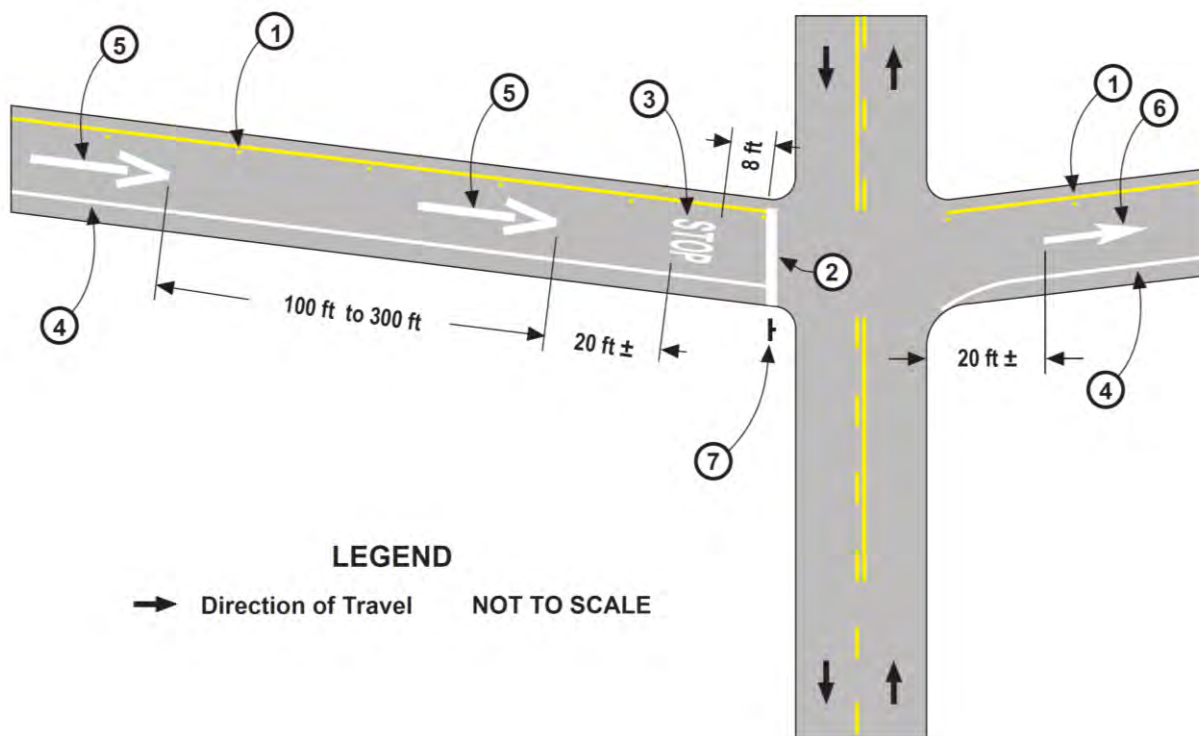 1
5
5
3
1
6
8 ft
STOP
2
4
100 ft to 300 ft
20 ft ±
20 ft ±
4
7
LEGEND
Direction of Travel NOT TO SCALE